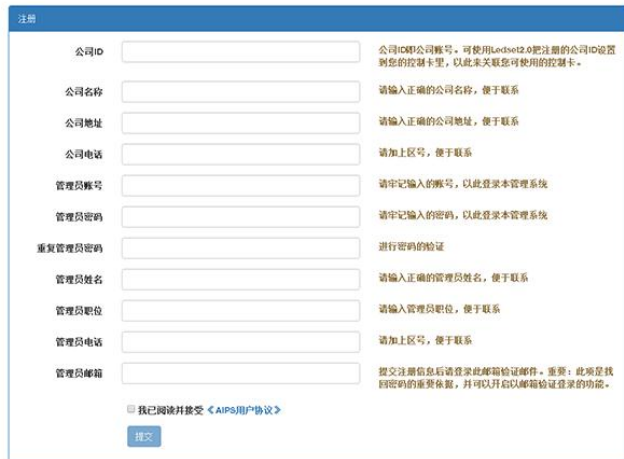 注册
公司ID
公司ID即公司账号。可使用Ledset2.0把注册的公司ID设置
到您的控制卡里，以此来关联您可使用的控制卡。
公司名称
请输入正确的公司名称，便于联系
公司地址
请输入正确的公司地址，便于联系
公司电话
请加上区号，便于联系
管理员账号
请牢记输入的账号，以此登录本管理系统
管理员密码
请牢记输入的密码，以此登录本管理系统
重复管理员密码
进行密码的验证
管理员姓名
请输入正确的管理员姓名，便于联系
管理员职位
请输入管理员职位，便于联系
管理员电话
请加上区号，便于联系
管理员邮箱
提交注册信息后请登录此邮箱验证邮件。重要：此项是找
回密码的重要依据，并可以开启以邮箱验证登录的功能。
我已阅读并接受《AIPS用户协议》
提交